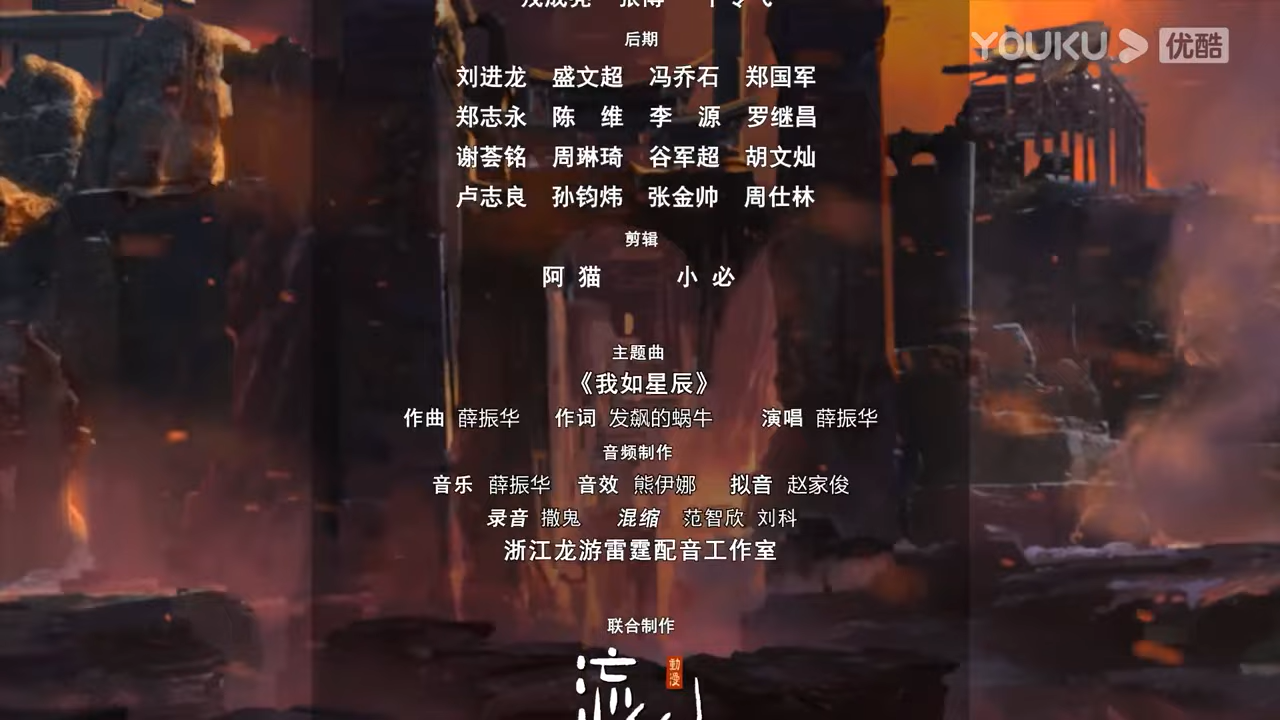 YOUKU 优酷
后期
刘进龙 盛文超 冯乔石 郑国军
郑志永 陈 维 李 源 罗继昌
谢荟铭 周琳琦 谷军超 胡文灿
卢志良 孙钧炜 张金帅 周仕林
剪辑
阿 猫 小 必
主题曲
《我如星辰》
作曲 薛振华 作词 发飙的蜗牛 演唱 薛振华
音频制作
音乐 薛振华 音效 熊伊娜 拟音 赵家俊
录音 撒鬼 混缩 范智欣 刘科
浙江龙游雷霆配音工作室
联合制作
動漫